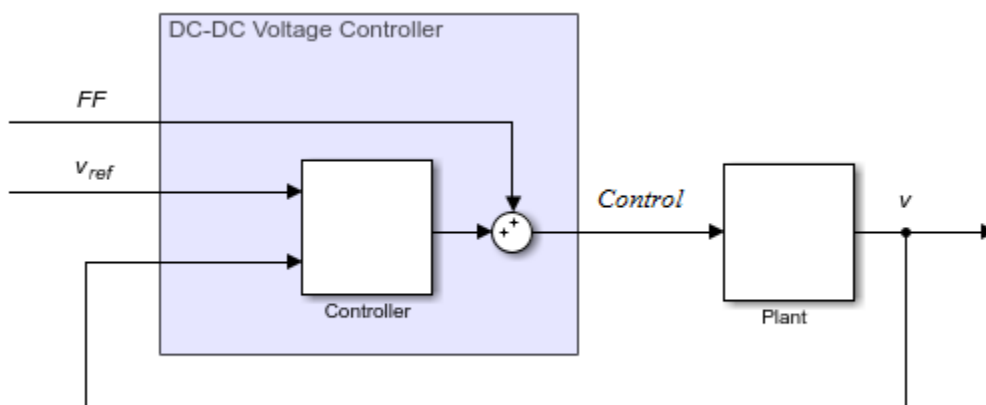 DC-DC Voltage Controller
FF
v_ref
Control
v
+
+
Controller
Plant